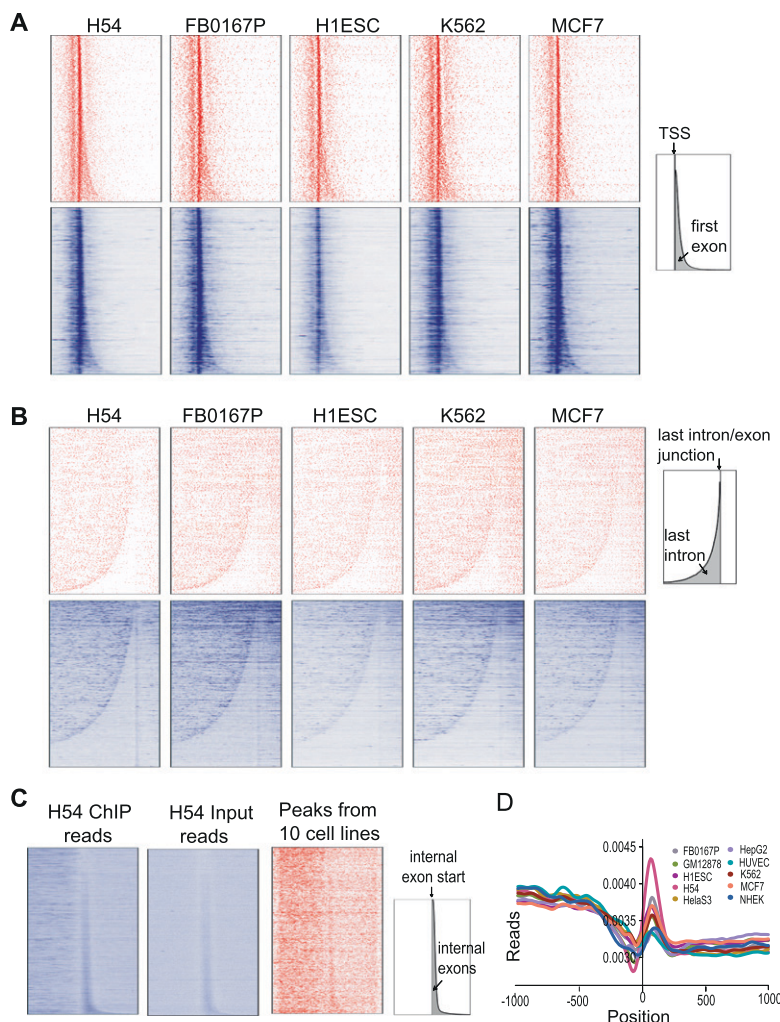 A
H54 FB0167P H1ESC K562 MCF7
TSS
first
exon
B
H54 FB0167P H1ESC K562 MCF7
last intron/exon
junction
last
intron
C
H54 ChIP
reads
H54 Input
reads
Peaks from
10 cell lines
internal
exon start
internal
exons
D
Reads
0.0045
0.0040
0.0035
0.0030
FB0167P
GM12878
H1ESC
H54
HelaS3
HepG2
HUVEC
K562
MCF7
NHEK
-1000 -500 0 500 1000
Position